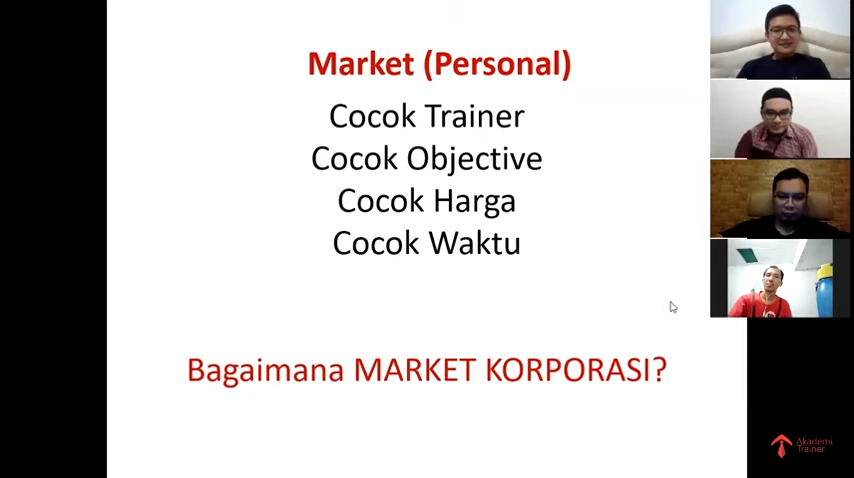 Market (Personal)
Cocok Trainer
Cocok Objective
Cocok Harga
Cocok Waktu
Bagaimana MARKET KORPORASI?
Akademi
Trainer